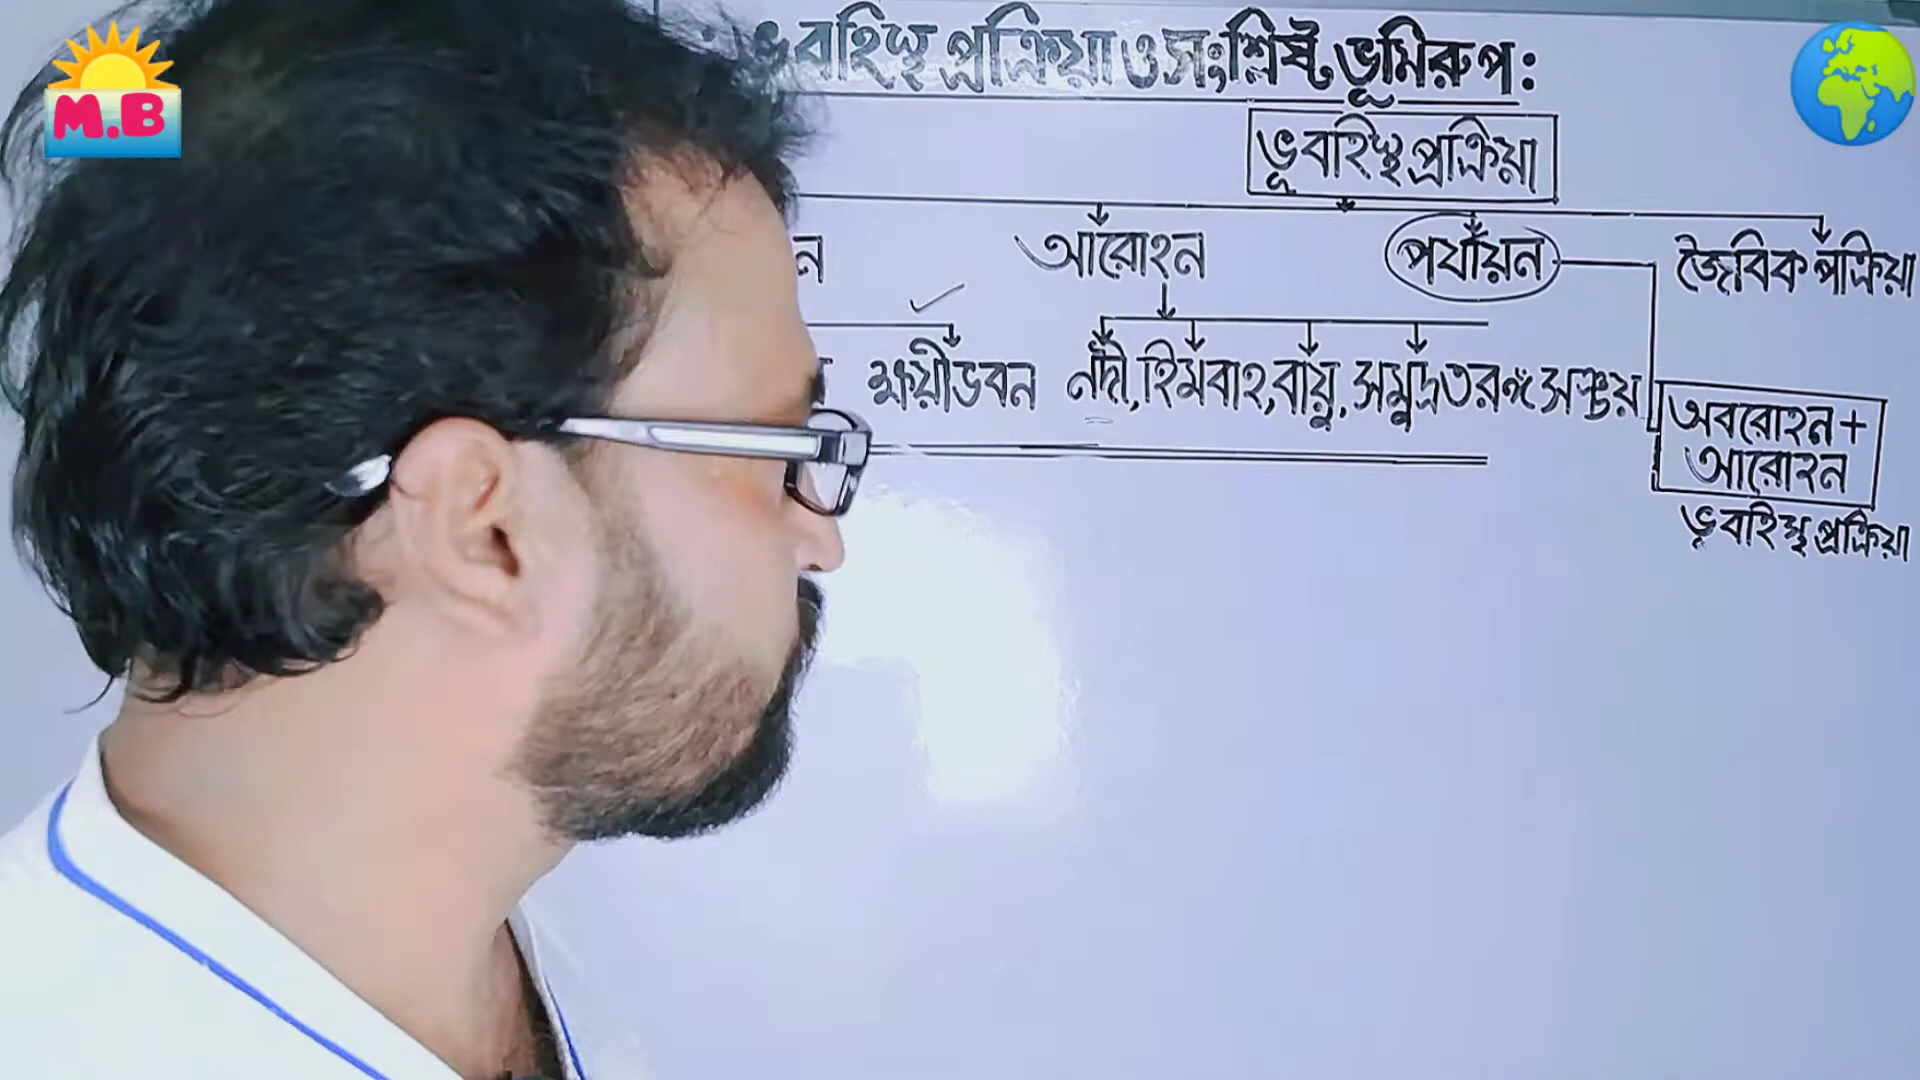 M.B
বহিস্থ প্রক্রিয়া ও সংশ্লিষ্ট ভূমিরুপ:
ভূবহিস্থ প্রক্রিয়া
ন আরোহন পর্যায়ন জৈবিক প্রক্রিয়া
ক্ষয়ীভবন নদী, হিমবাহ, বায়ু, সমুদ্রতরঙ্গ সঞ্চয়
অবরোহন +
আরোহন
ভূবহিস্থ প্রক্রিয়া